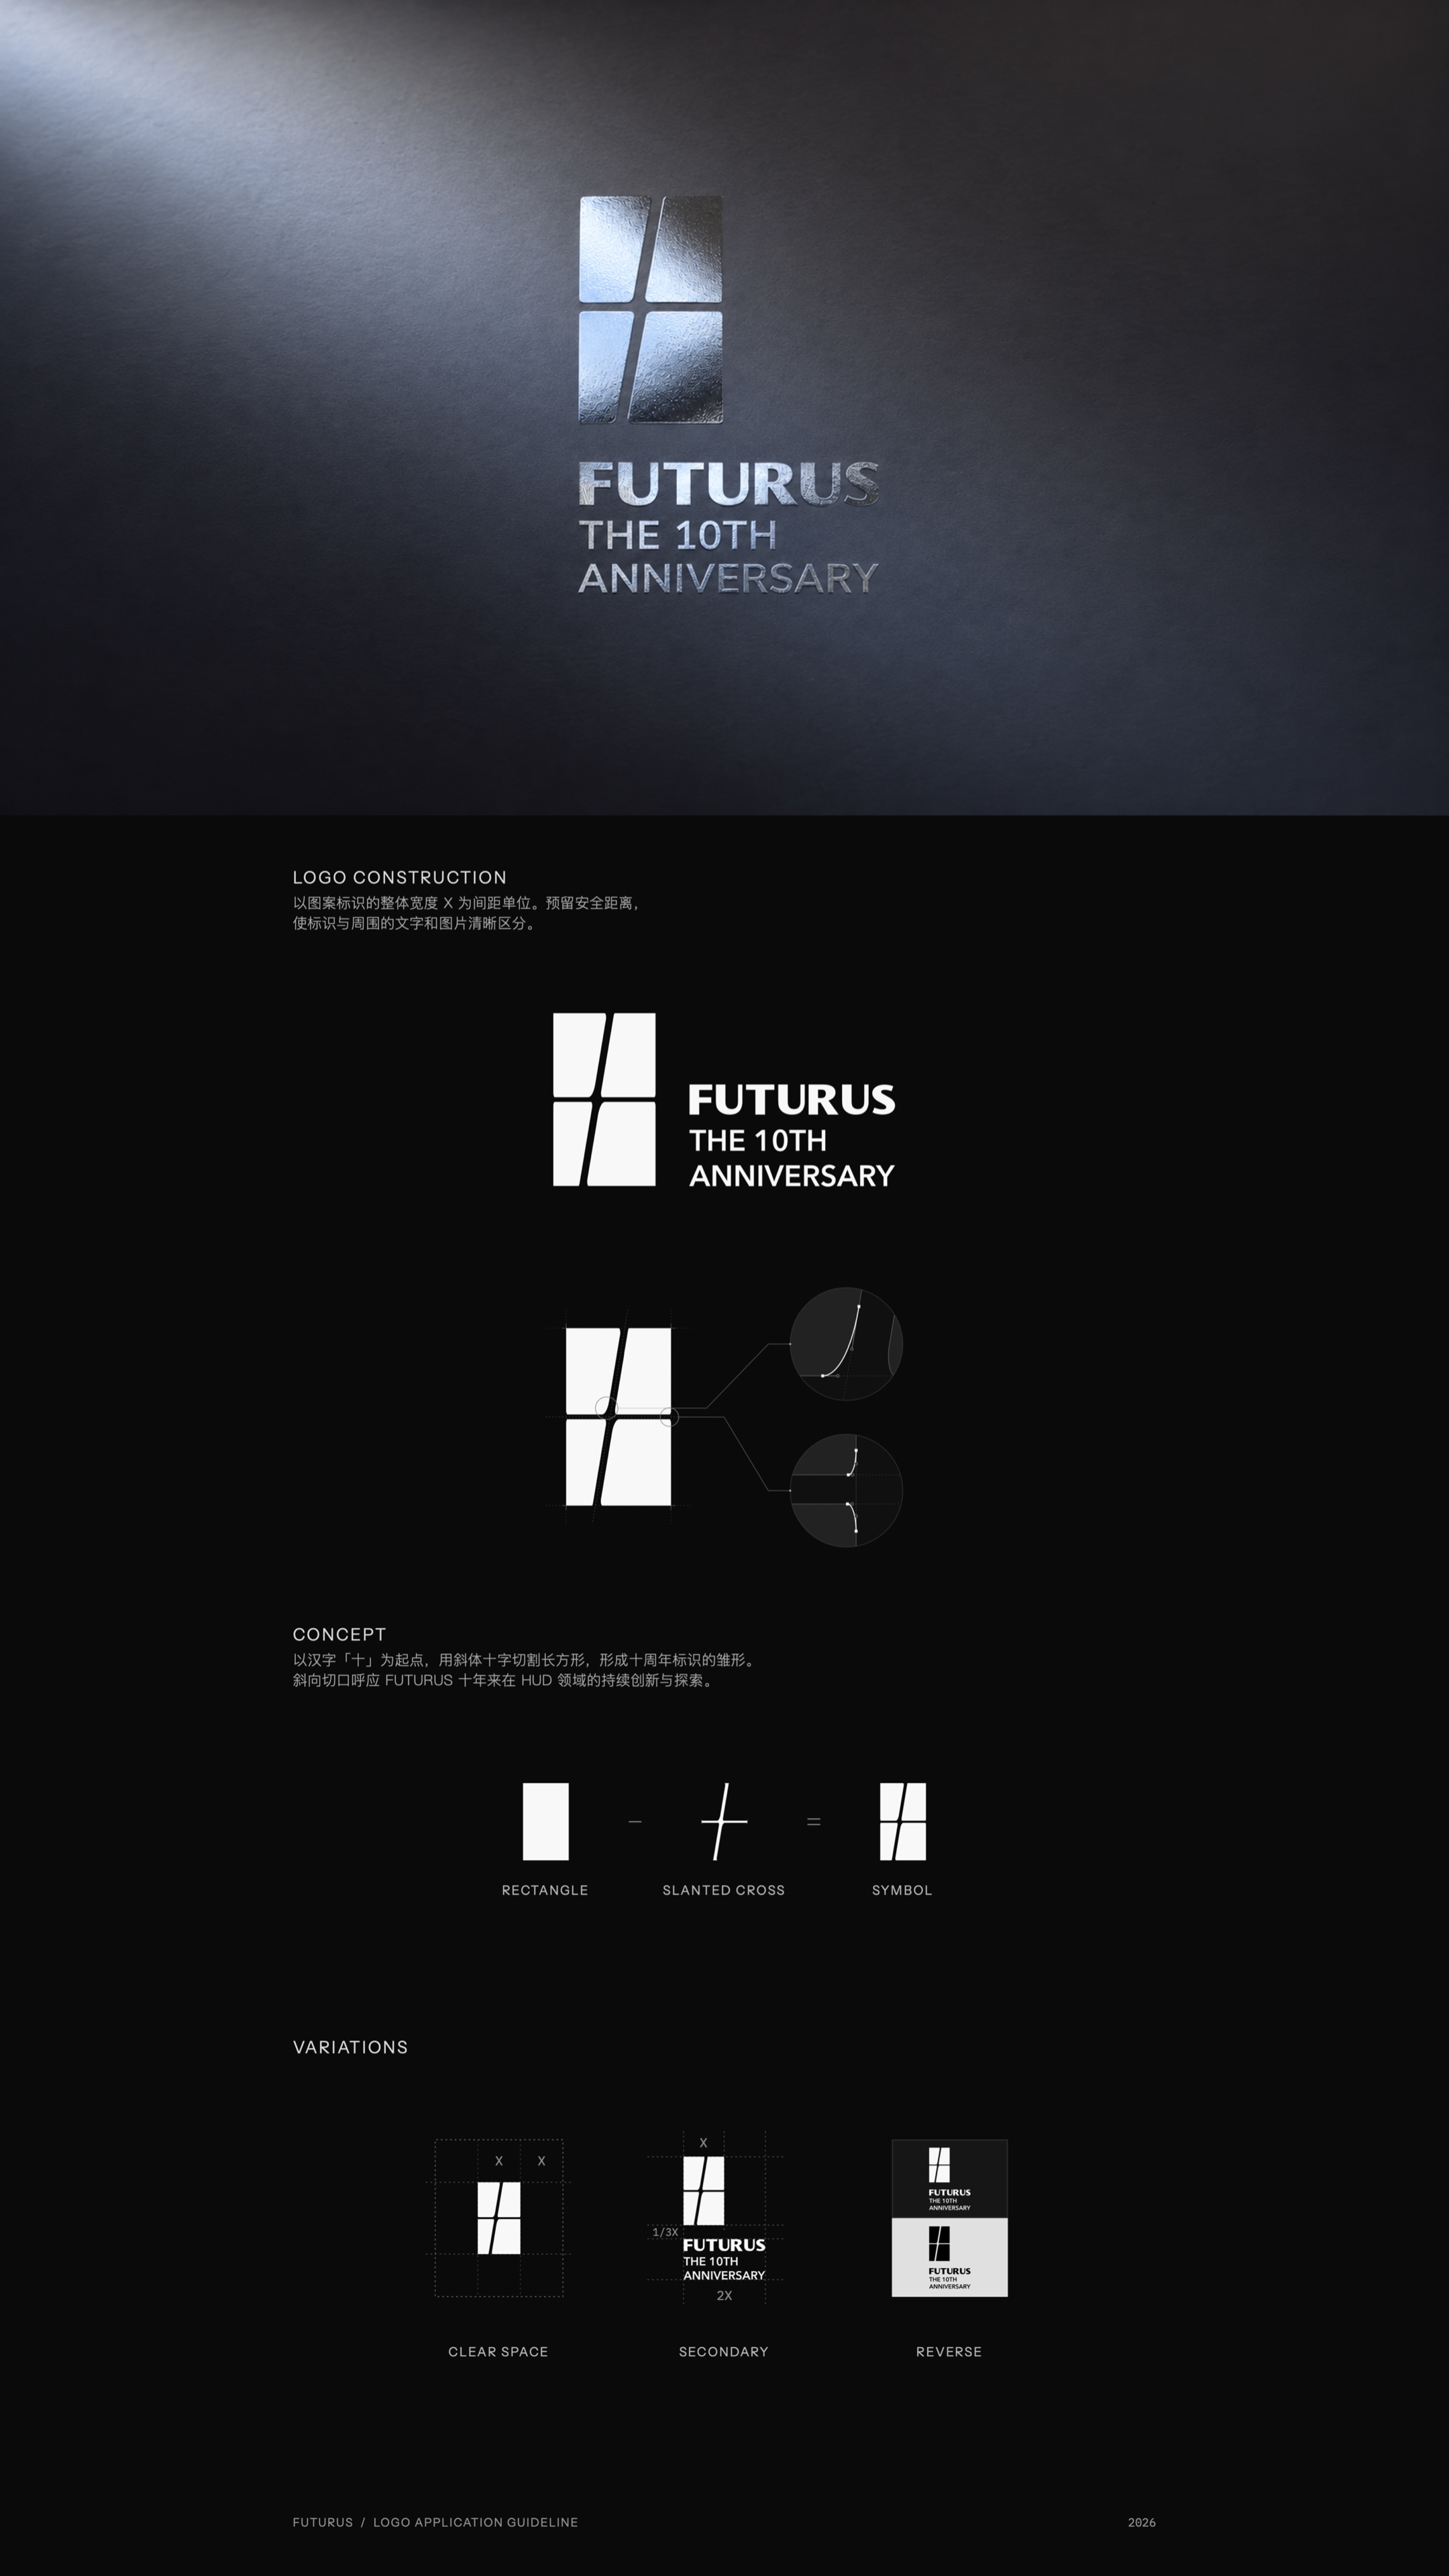 FUTURUS
THE 10TH
ANNIVERSARY
LOGO CONSTRUCTION
以图案标识的整体宽度 X 为间距单位。预留安全距离，
使标识与周围的文字和图片清晰区分。
FUTURUS
THE 10TH
ANNIVERSARY
CONCEPT
以汉字「十」为起点，用斜体十字切割长方形，形成十周年标识的雏形。
斜向切口呼应 FUTURUS 十年来在 HUD 领域的持续创新与探索。
RECTANGLE
SLANTED CROSS
SYMBOL
VARIATIONS
X X
CLEAR SPACE
X
1/3X
FUTURUS
THE 10TH
ANNIVERSARY
2X
SECONDARY
FUTURUS
THE 10TH
ANNIVERSARY
FUTURUS
THE 10TH
ANNIVERSARY
REVERSE
FUTURUS / LOGO APPLICATION GUIDELINE
2026